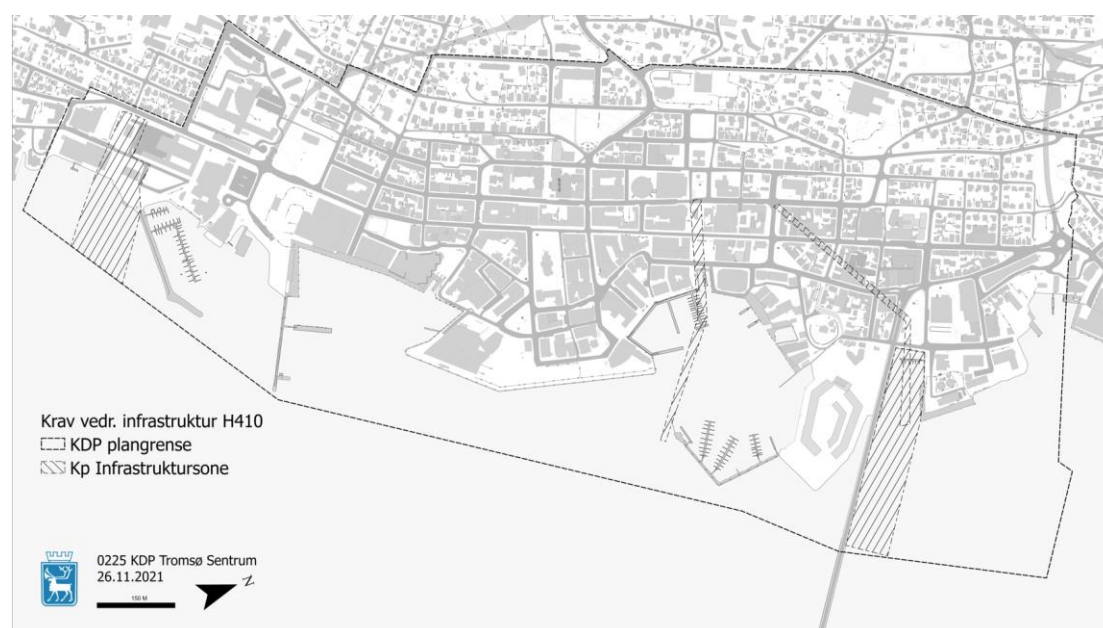 Krav vedr. infrastruktur H410
KDP plangrense
Kp Infrastruktursone
0225 KDP Tromsø Sentrum
26.11.2021
150 M
N